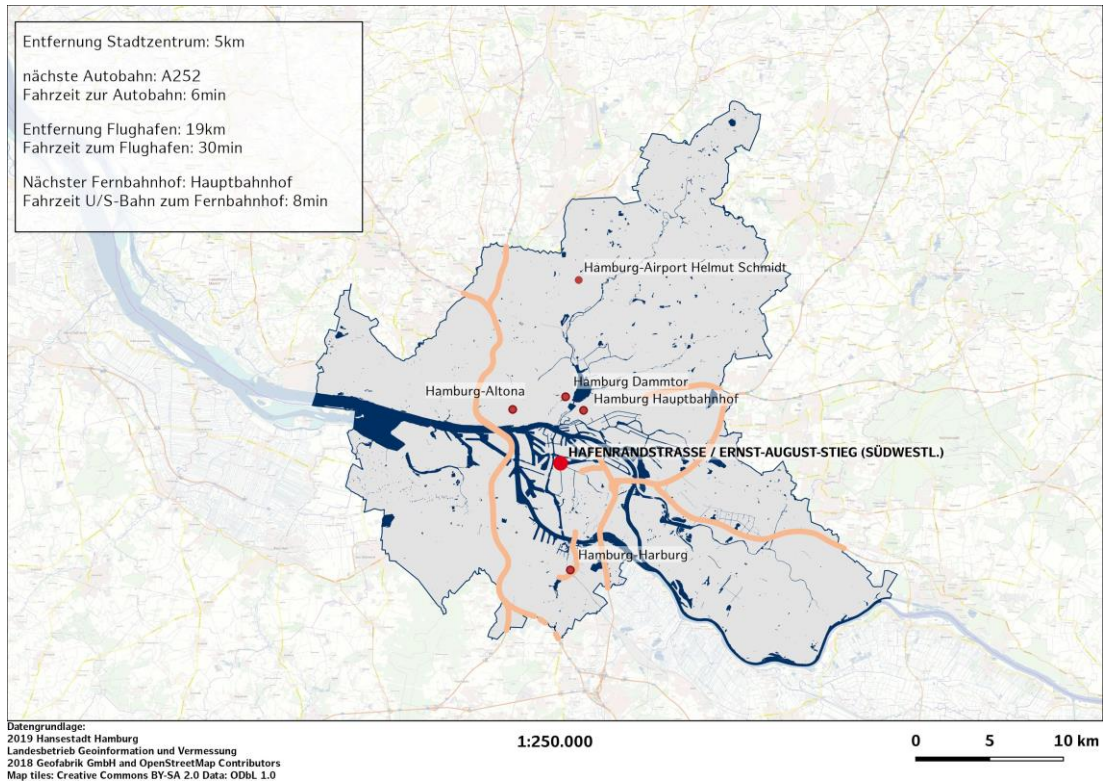 Entfernung Stadtzentrum: 5km
nächste Autobahn: A252
Fahrzeit zur Autobahn: 6min
Entfernung Flughafen: 19km
Fahrzeit zum Flughafen: 30min
Nächster Fernbahnhof: Hauptbahnhof
Fahrzeit U/S-Bahn zum Fernbahnhof: 8min
Hamburg-Airport Helmut Schmidt
Hamburg Dammtor
Hamburg-Altona
Hamburg Hauptbahnhof
HAFENRANDSTRASSE / ERNST-AUGUST-STIEG (SÜDWESTL.)
Hamburg-Harburg
Datengrundlage:
2019 Hansestadt Hamburg
Landesbetrieb Geoinformation und Vermessung
2018 Geofabrik GmbH and OpenStreetMap Contributors
Map tiles: Creative Commons BY-SA 2.0 Data: ODbL 1.0
1:250.000
0 5 10 km